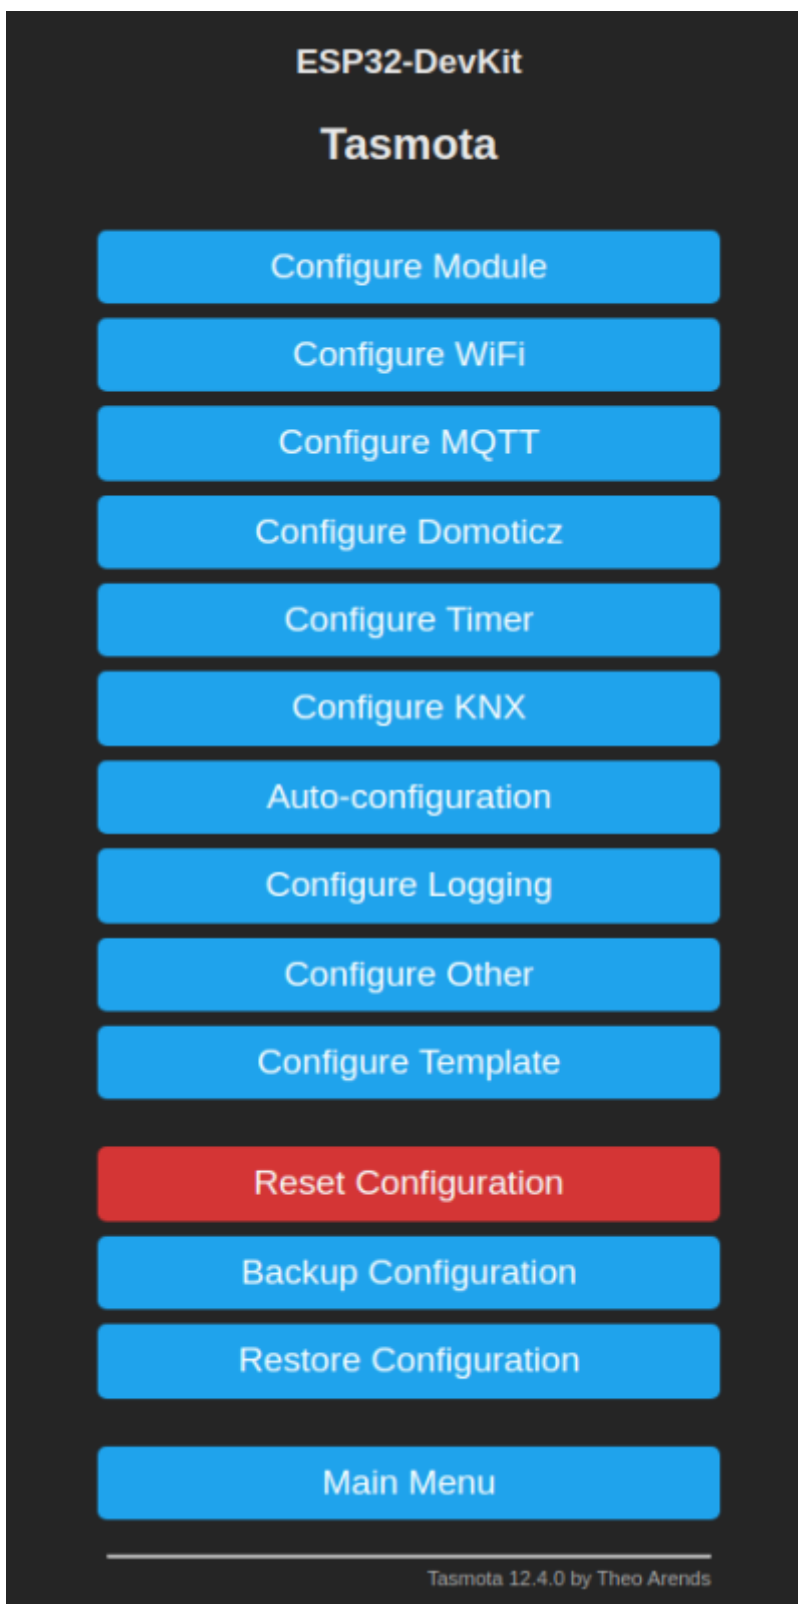 ESP32-DevKit
Tasmota
Configure Module
Configure WiFi
Configure MQTT
Configure Domoticz
Configure Timer
Configure KNX
Auto-configuration
Configure Logging
Configure Other
Configure Template
Reset Configuration
Backup Configuration
Restore Configuration
Main Menu
Tasmota 12.4.0 by Theo Arends